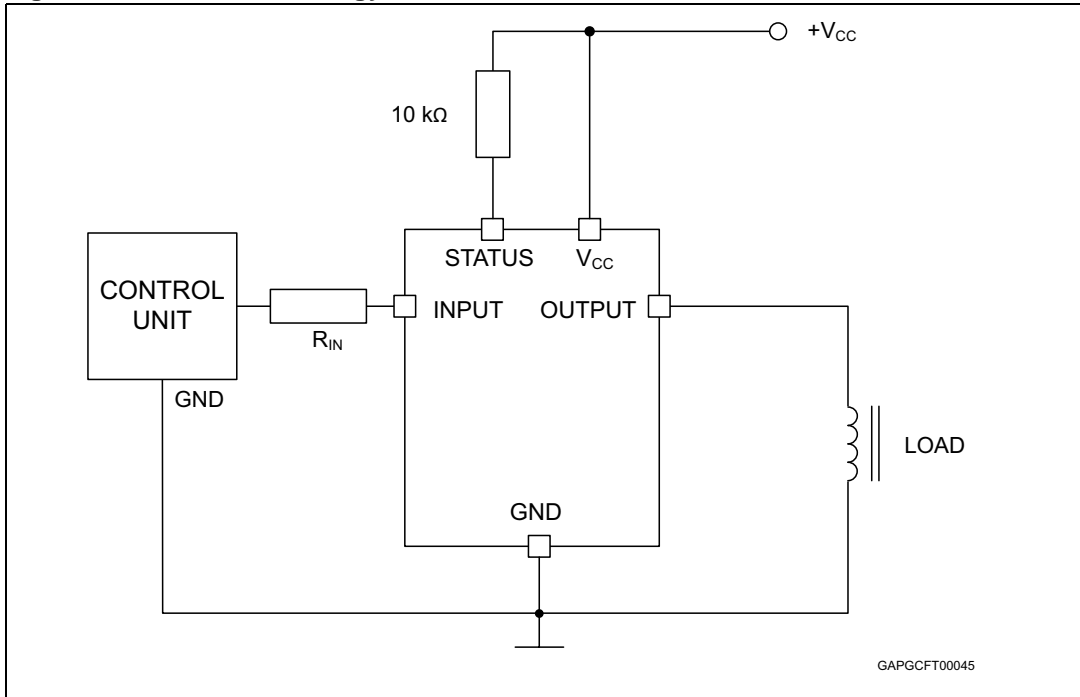 +VCC
10 kΩ
STATUS VCC
CONTROL
UNIT
INPUT OUTPUT
RIN
GND
LOAD
GND
GAPGCFT00045